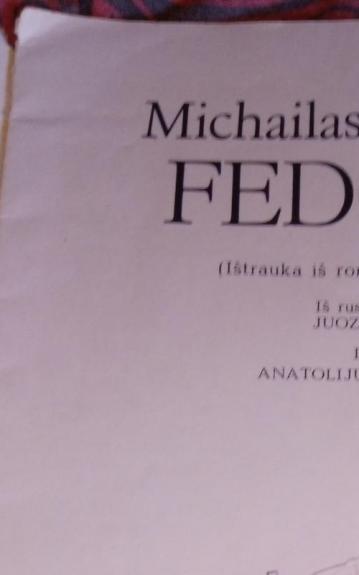 Michailas
FED
(Ištrauka iš ro
Iš rus
JUOZ
I
ANATOLIJU